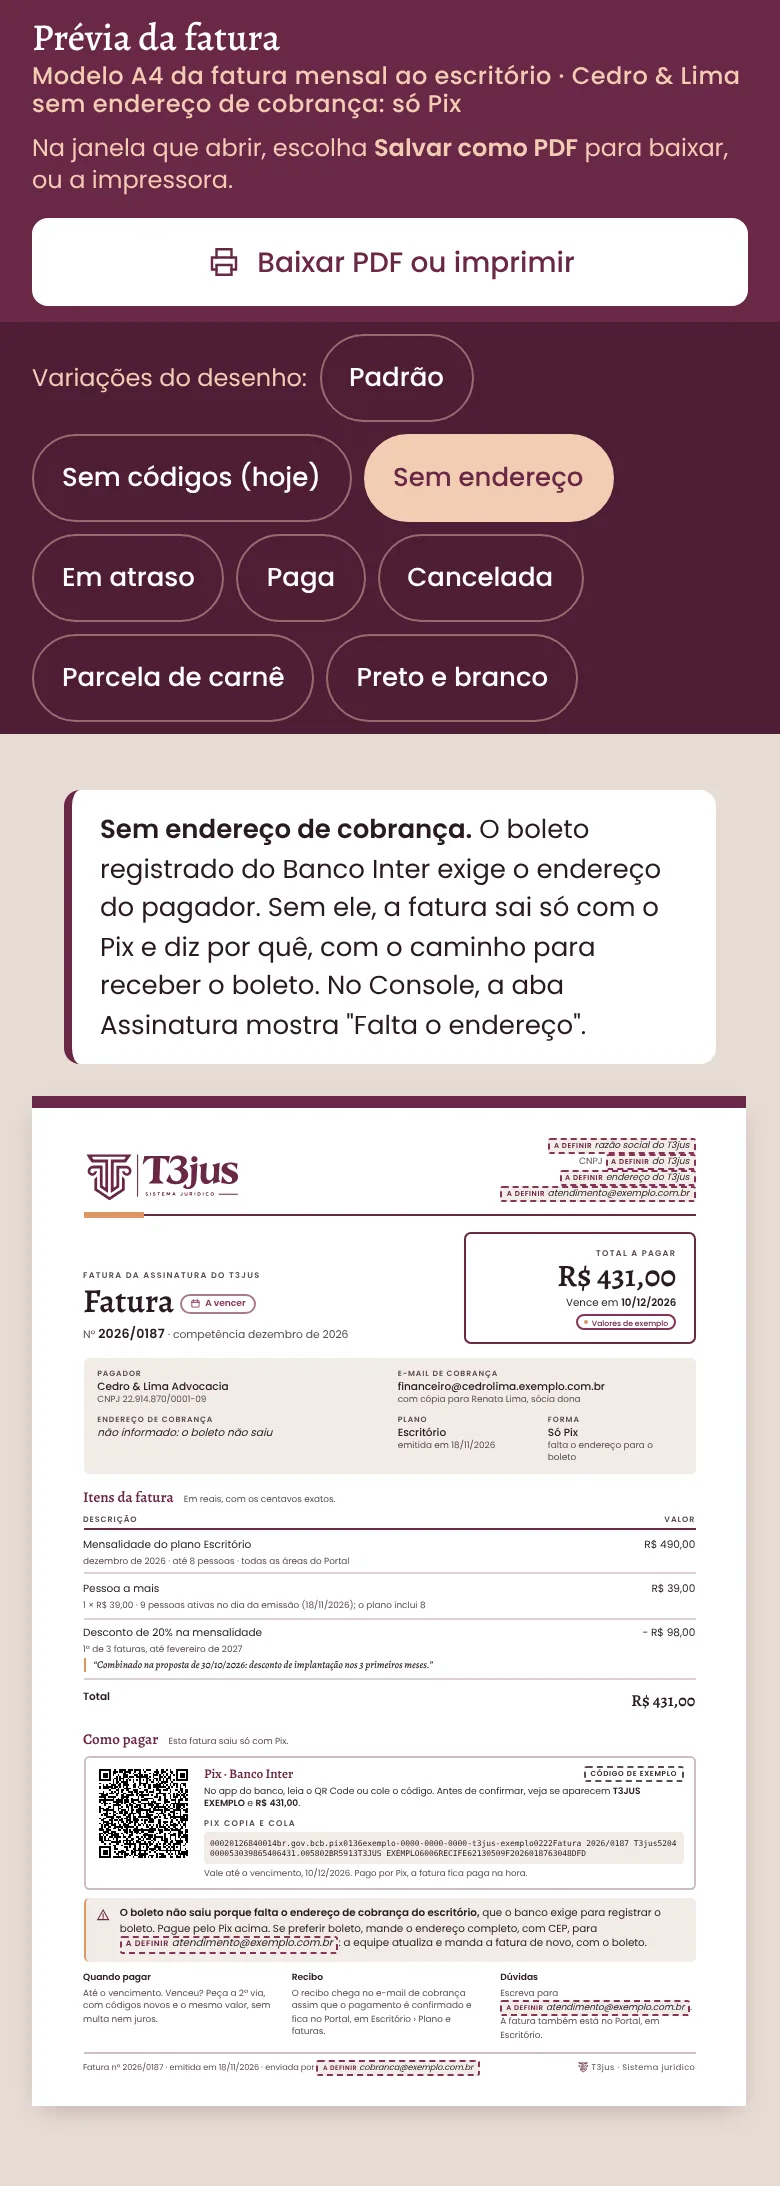 Prévia da fatura
Modelo A4 da fatura mensal ao escritório · Cedro & Lima
sem endereço de cobrança: só Pix
Na janela que abrir, escolha Salvar como PDF para baixar,
ou a impressora.
Baixar PDF ou imprimir
Variações do desenho: Padrão
Sem códigos (hoje) Sem endereço
Em atraso Paga Cancelada
Parcela de carnê Preto e branco
Sem endereço de cobrança. O boleto
registrado do Banco Inter exige o endereço
do pagador. Sem ele, a fatura sai só com o
Pix e diz por quê, com o caminho para
receber o boleto. No Console, a aba
Assinatura mostra "Falta o endereço".
T3jus
SISTEMA JURÍDICO
A DEFINIR razão social do T3jus
CNPJ A DEFINIR do T3jus
A DEFINIR endereço do T3jus
A DEFINIR atendimento@exemplo.com.br
FATURA DA ASSINATURA DO T3JUS
Fatura A vencer
Nº 2026/0187 · competência dezembro de 2026
TOTAL A PAGAR
R$ 431,00
Vence em 10/12/2026
Valores de exemplo
PAGADOR
Cedro & Lima Advocacia
CNPJ 22.914.870/0001-09
E-MAIL DE COBRANÇA
financeiro@cedrolima.exemplo.com.br
com cópia para Renata Lima, sócia dona
ENDEREÇO DE COBRANÇA
não informado: o boleto não saiu
PLANO
Escritório
emitida em 18/11/2026
FORMA
Só Pix
falta o endereço para o
boleto
Itens da fatura Em reais, com os centavos exatos.
DESCRIÇÃO VALOR
Mensalidade do plano Escritório R$ 490,00
dezembro de 2026 · até 8 pessoas · todas as áreas do Portal
Pessoa a mais R$ 39,00
1 × R$ 39,00 · 9 pessoas ativas no dia da emissão (18/11/2026); o plano inclui 8
Desconto de 20% na mensalidade − R$ 98,00
1ª de 3 faturas, até fevereiro de 2027
"Combinado na proposta de 30/10/2026: desconto de implantação nos 3 primeiros meses."
Total R$ 431,00
Como pagar Esta fatura saiu só com Pix.
Pix · Banco Inter CÓDIGO DE EXEMPLO
No app do banco, leia o QR Code ou cole o código. Antes de confirmar, veja se aparecem T3JUS
EXEMPLO e R$ 431,00.
PIX COPIA E COLA
00020126840014br.gov.bcb.pix0136exemplo-0000-0000-0000-t3jus-exemplo0222Fatura 2026/0187 T3jus5204
000053039865406431.005802BR5913T3JUS EXEMPLO6006RECIFE62130509F2026018763048DFD
Vale até o vencimento, 10/12/2026. Pago por Pix, a fatura fica paga na hora.
O boleto não saiu porque falta o endereço de cobrança do escritório, que o banco exige para registrar o
boleto. Pague pelo Pix acima. Se preferir boleto, mande o endereço completo, com CEP, para
A DEFINIR atendimento@exemplo.com.br : a equipe atualiza e manda a fatura de novo, com o boleto.
Quando pagar
Até o vencimento. Venceu? Peça a 2ª via,
com códigos novos e o mesmo valor, sem
multa nem juros.
Recibo
O recibo chega no e-mail de cobrança
assim que o pagamento é confirmado e
fica no Portal, em Escritório › Plano e
faturas.
Dúvidas
Escreva para
A DEFINIR atendimento@exemplo.com.br .
A fatura também está no Portal, em
Escritório.
Fatura nº 2026/0187 · emitida em 18/11/2026 · enviada por A DEFINIR cobranca@exemplo.com.br
T3jus · Sistema jurídico